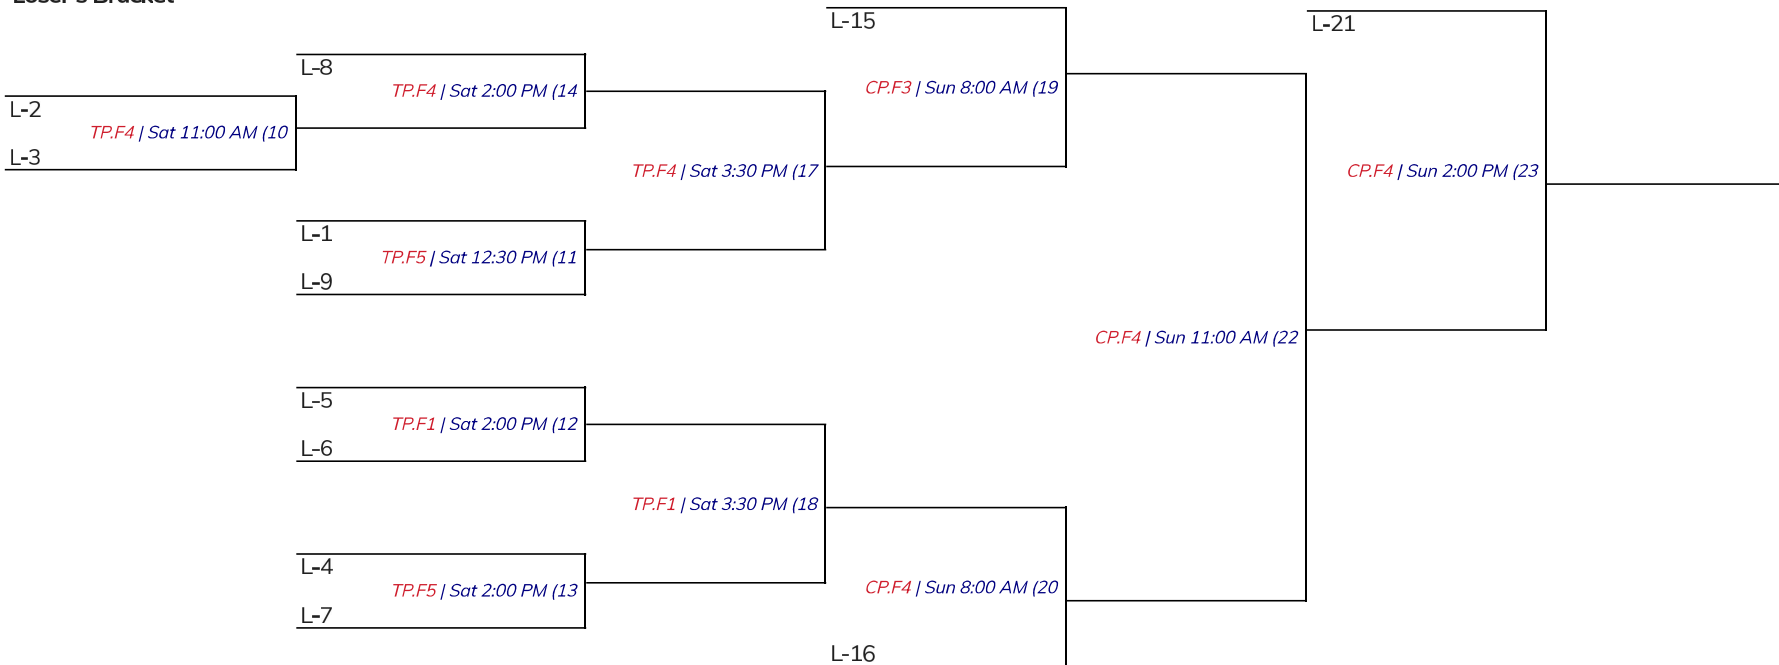 Loser's Bracket
L-15
L-21
L-8
TP.F4 | Sat 2:00 PM (14
CP.F3 | Sun 8:00 AM (19
L-2
TP.F4 | Sat 11:00 AM (10
L-3
TP.F4 | Sat 3:30 PM (17
CP.F4 | Sun 2:00 PM (23
L-1
TP.F5 | Sat 12:30 PM (11
L-9
CP.F4 | Sun 11:00 AM (22
L-5
TP.F1 | Sat 2:00 PM (12
L-6
TP.F1 | Sat 3:30 PM (18
L-4
TP.F5 | Sat 2:00 PM (13
CP.F4 | Sun 8:00 AM (20
L-7
L-16